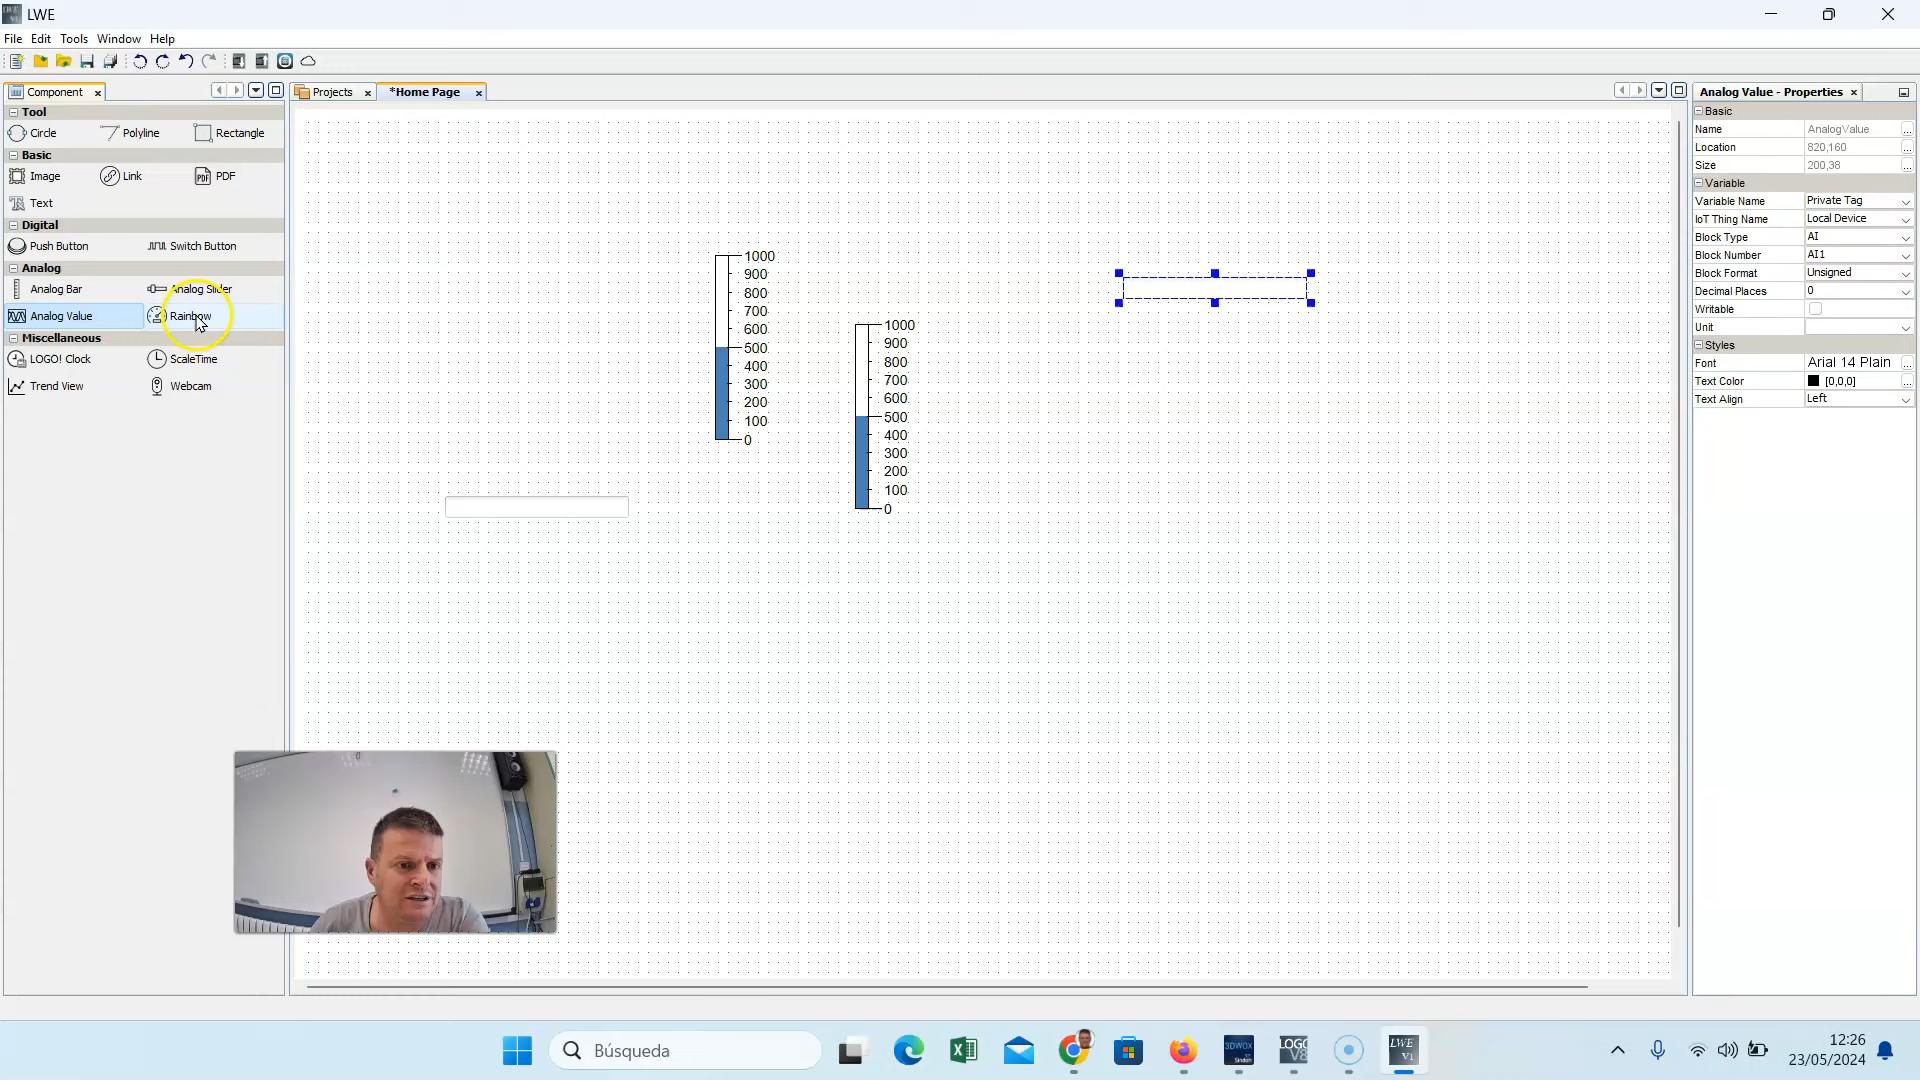 LWE
File Edit Tools Window Help
Component
Tool
Circle Polyline Rectangle
Basic
Image Link PDF
Text
Digital
Push Button Switch Button
Analog
Analog Bar Analog Slider
Analog Value Rainbow
Miscellaneous
LOGO! Clock ScaleTime
Trend View Webcam
Projects *Home Page
1000
900
800
700
600
500
400
300
200
100
0
1000
900
800
700
600
500
400
300
200
100
0
Analog Value - Properties
Basic
Name AnalogValue ...
Location 820,160 ...
Size 200,38 ...
Variable
Variable Name Private Tag
IoT Thing Name Local Device
Block Type AI
Block Number AI1
Block Format Unsigned
Decimal Places 0
Writable
Unit
Styles
Font Arial 14 Plain ...
Text Color [0,0,0] ...
Text Align Left
Búsqueda
3DWOX
Sindoh
LOGO
V8
LWE
V1
12:26
23/05/2024